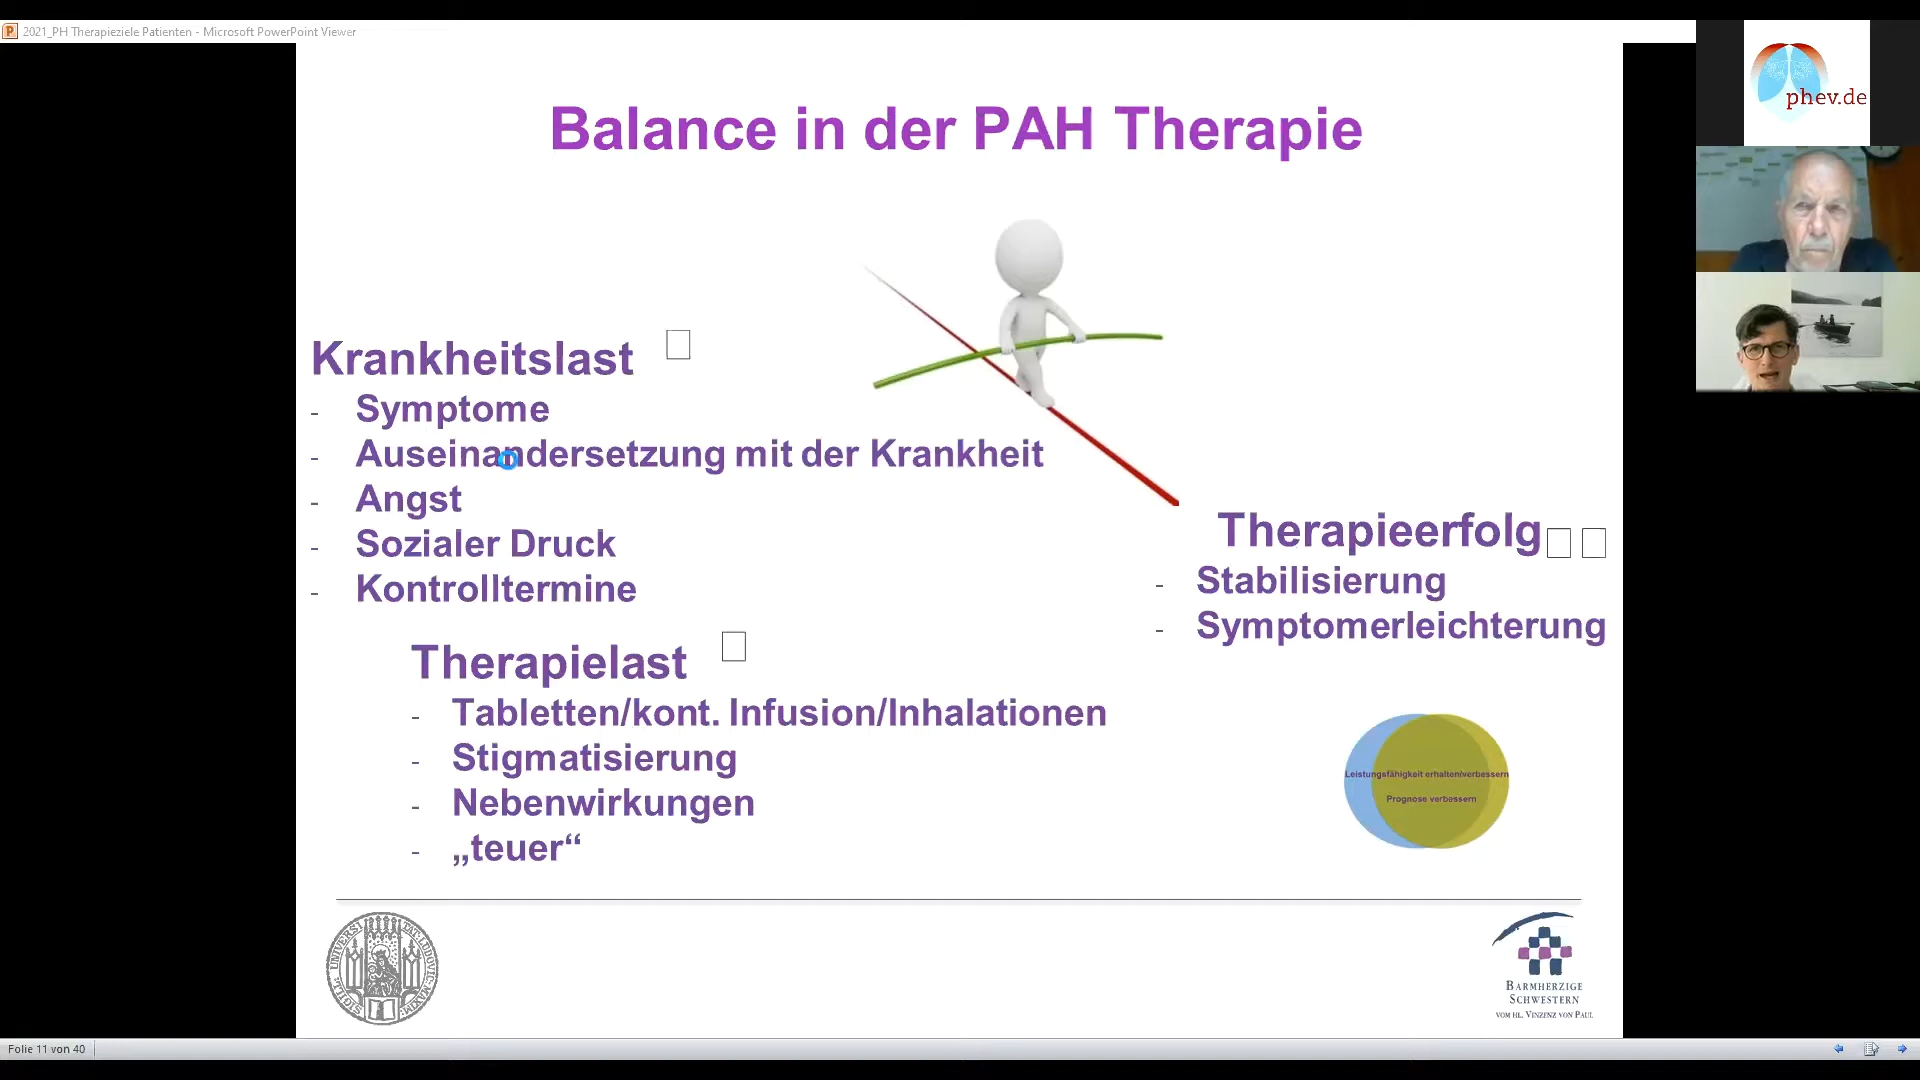 2021_PH Therapieziele Patienten - Microsoft PowerPoint Viewer
phev.de
Balance in der PAH Therapie
Krankheitslast
- Symptome
- Auseinandersetzung mit der Krankheit
- Angst
- Sozialer Druck
- Kontrolltermine
Therapieerfolg
- Stabilisierung
- Symptomerleichterung
Therapielast
- Tabletten/kont. Infusion/Inhalationen
- Stigmatisierung
- Nebenwirkungen
- „teuer“
Leistungsfähigkeit erhalten/verbessern
Prognose verbessern
BARMHERZIGE
SCHWESTERN
VOM HL. VINZENZ VON PAUL
Folie 11 von 40